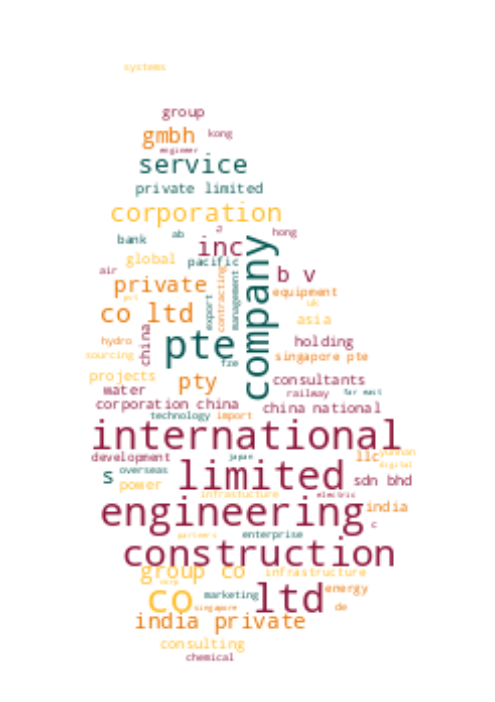 systems
group
gmbh kong
engineer
service
private limited
corporation
a
bank ab inc hong
company
global pacific
air b v
private equipment
export contracting management
co ltd uk
asia
china
hydro pte holding
sourcing fze singapore pte
projects pty consultants
water railway far east
corporation china china national
technology import
international
development japan llc yunnan
digital
s overseas limited sdn bhd
power infrastucture electric
engineering india
c
partners enterprise
construction
group co infrastructure
corp energy
co marketing ltd
singapore de
india private
consulting
chemical